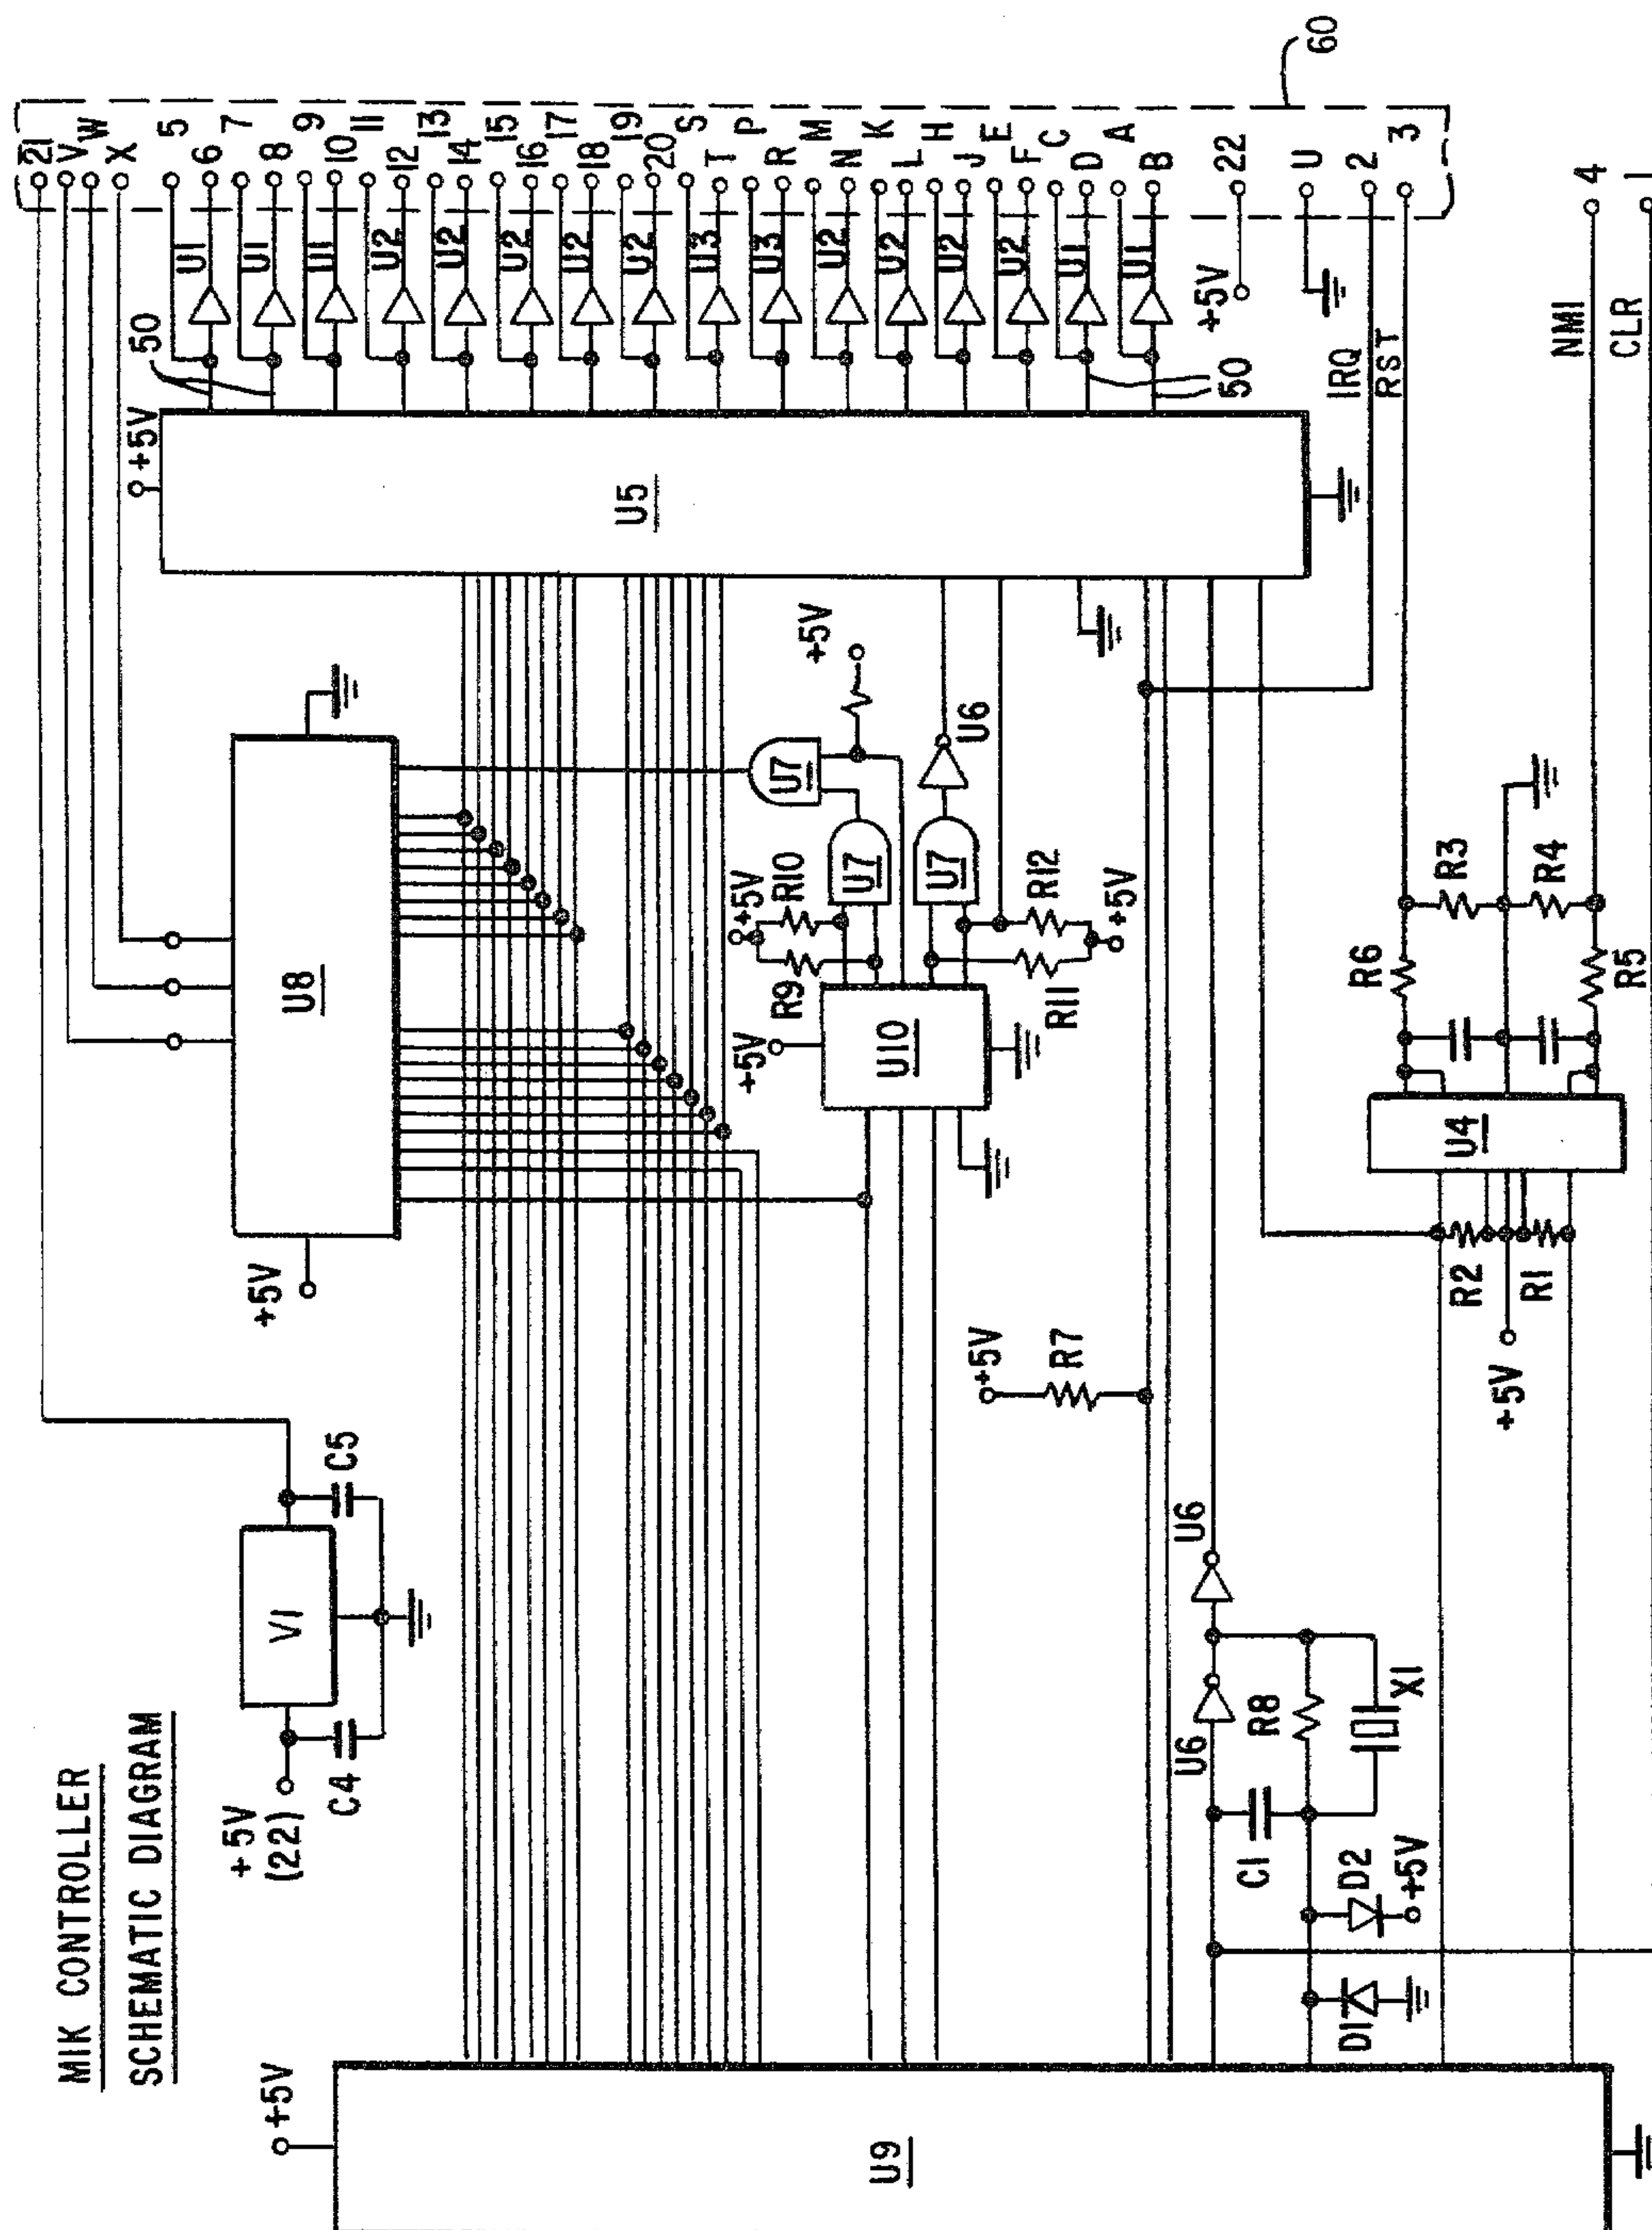 MIK CONTROLLER
SCHEMATIC DIAGRAM
+5V
U9
+5V
(22)
C4
V1
C5
+5V
U8
+5V
U5
50
50
21
V
W
X
5
6
7
8
9
10
11
12
13
14
15
16
17
18
19
20
S
T
P
R
M
N
K
L
H
J
E
F
C
D
A
B
22
U
2
3
60
U1
U1
U1
U2
U2
U2
U2
U2
U3
U3
U2
U2
U2
U2
U1
U1
+5V
IRQ
RST
NMI
4
CLR
1
+5V
U7
U7
U7
U6
+5V
R10
R9
+5V
U10
R11
R12
+5V
+5V
R7
U6
U6
R8
X1
C1
D2
+5V
D1
R2
R1
+5V
U4
R6
R5
R3
R4